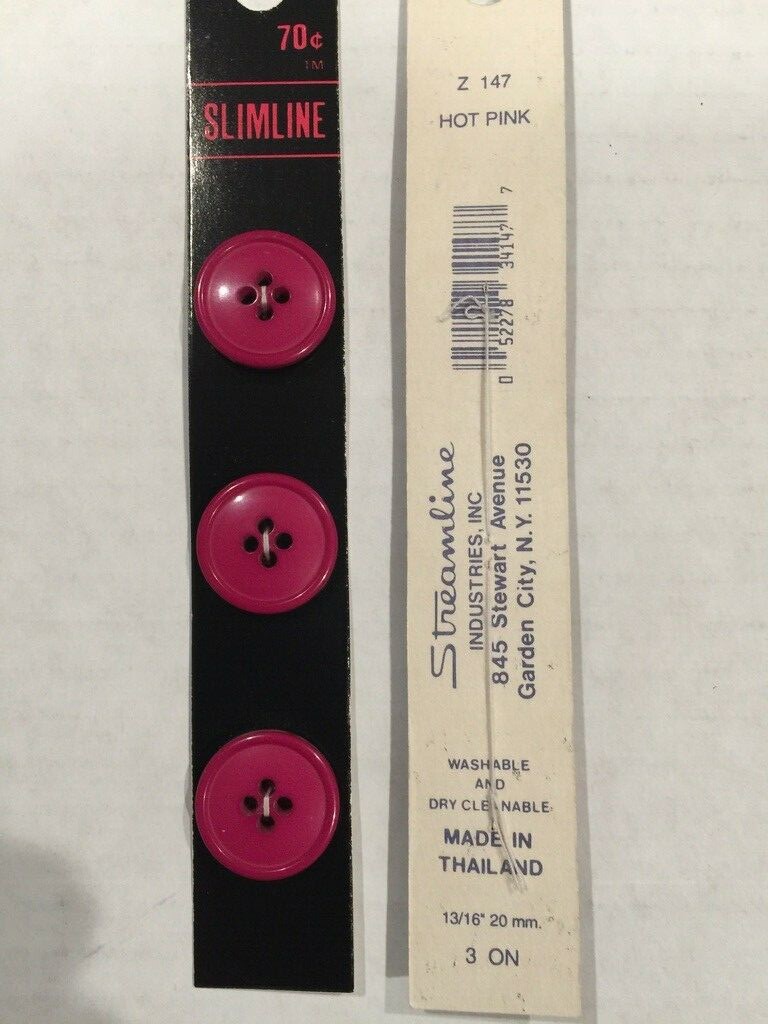 70¢
TM
SLIMLINE
Z 147
HOT PINK
0 52278 34147 7
Streamline
INDUSTRIES, INC
845 Stewart Avenue
Garden City, N.Y. 11530
WASHABLE
AND
DRY CLEANABLE
MADE IN
THAILAND
13/16" 20 mm.
3 ON